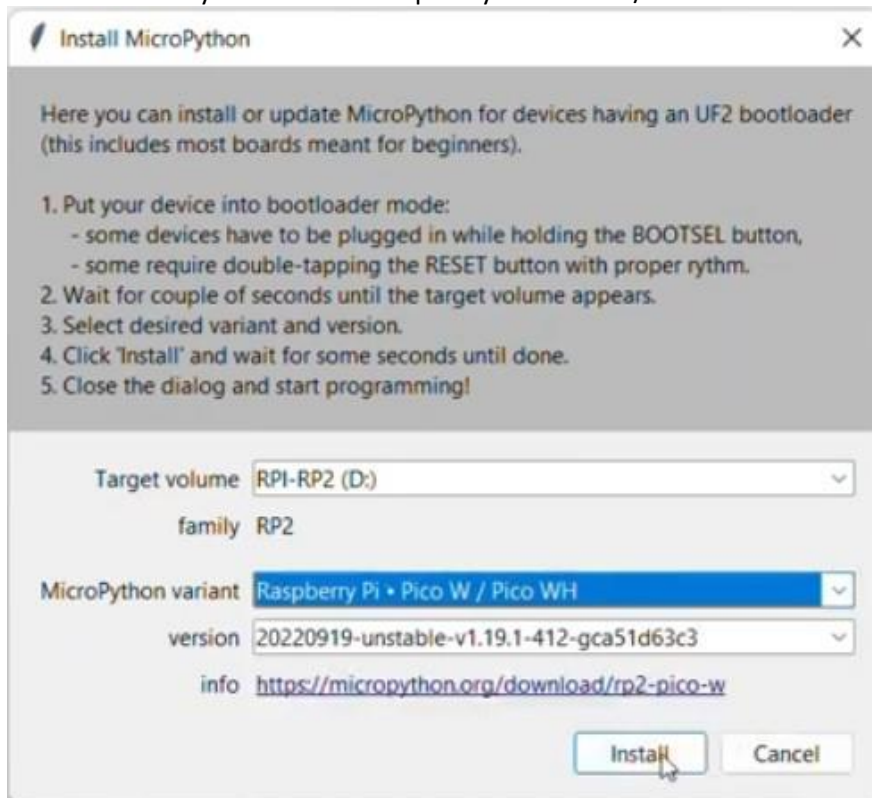 Install MicroPython
Here you can install or update MicroPython for devices having an UF2 bootloader
(this includes most boards meant for beginners).
1. Put your device into bootloader mode:
- some devices have to be plugged in while holding the BOOTSEL button,
- some require double-tapping the RESET button with proper rythm.
2. Wait for couple of seconds until the target volume appears.
3. Select desired variant and version.
4. Click 'Install' and wait for some seconds until done.
5. Close the dialog and start programming!
Target volume RPI-RP2 (D:)
family RP2
MicroPython variant Raspberry Pi • Pico W / Pico WH
version 20220919-unstable-v1.19.1-412-gca51d63c3
info https://micropython.org/download/rp2-pico-w
Install Cancel